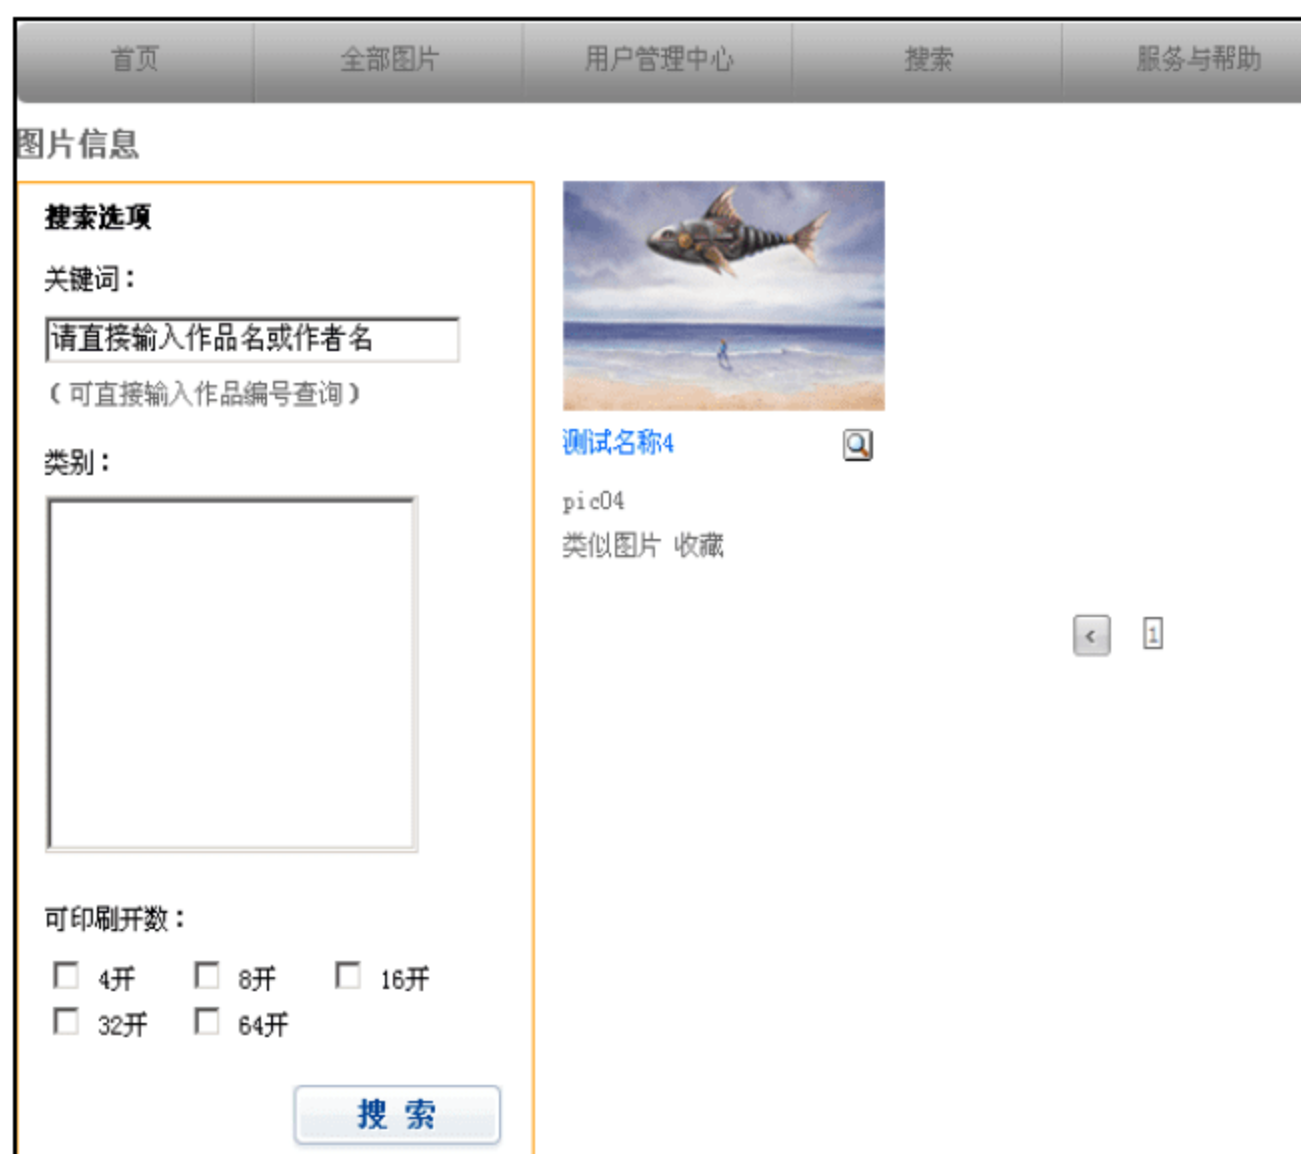 首页 全部图片 用户管理中心 搜索 服务与帮助
图片信息
搜索选项
关键词：
请直接输入作品名或作者名
（可直接输入作品编号查询）
类别：
可印刷开数：
4开 8开 16开
32开 64开
搜 索
测试名称4
pic04
类似图片 收藏
< 1